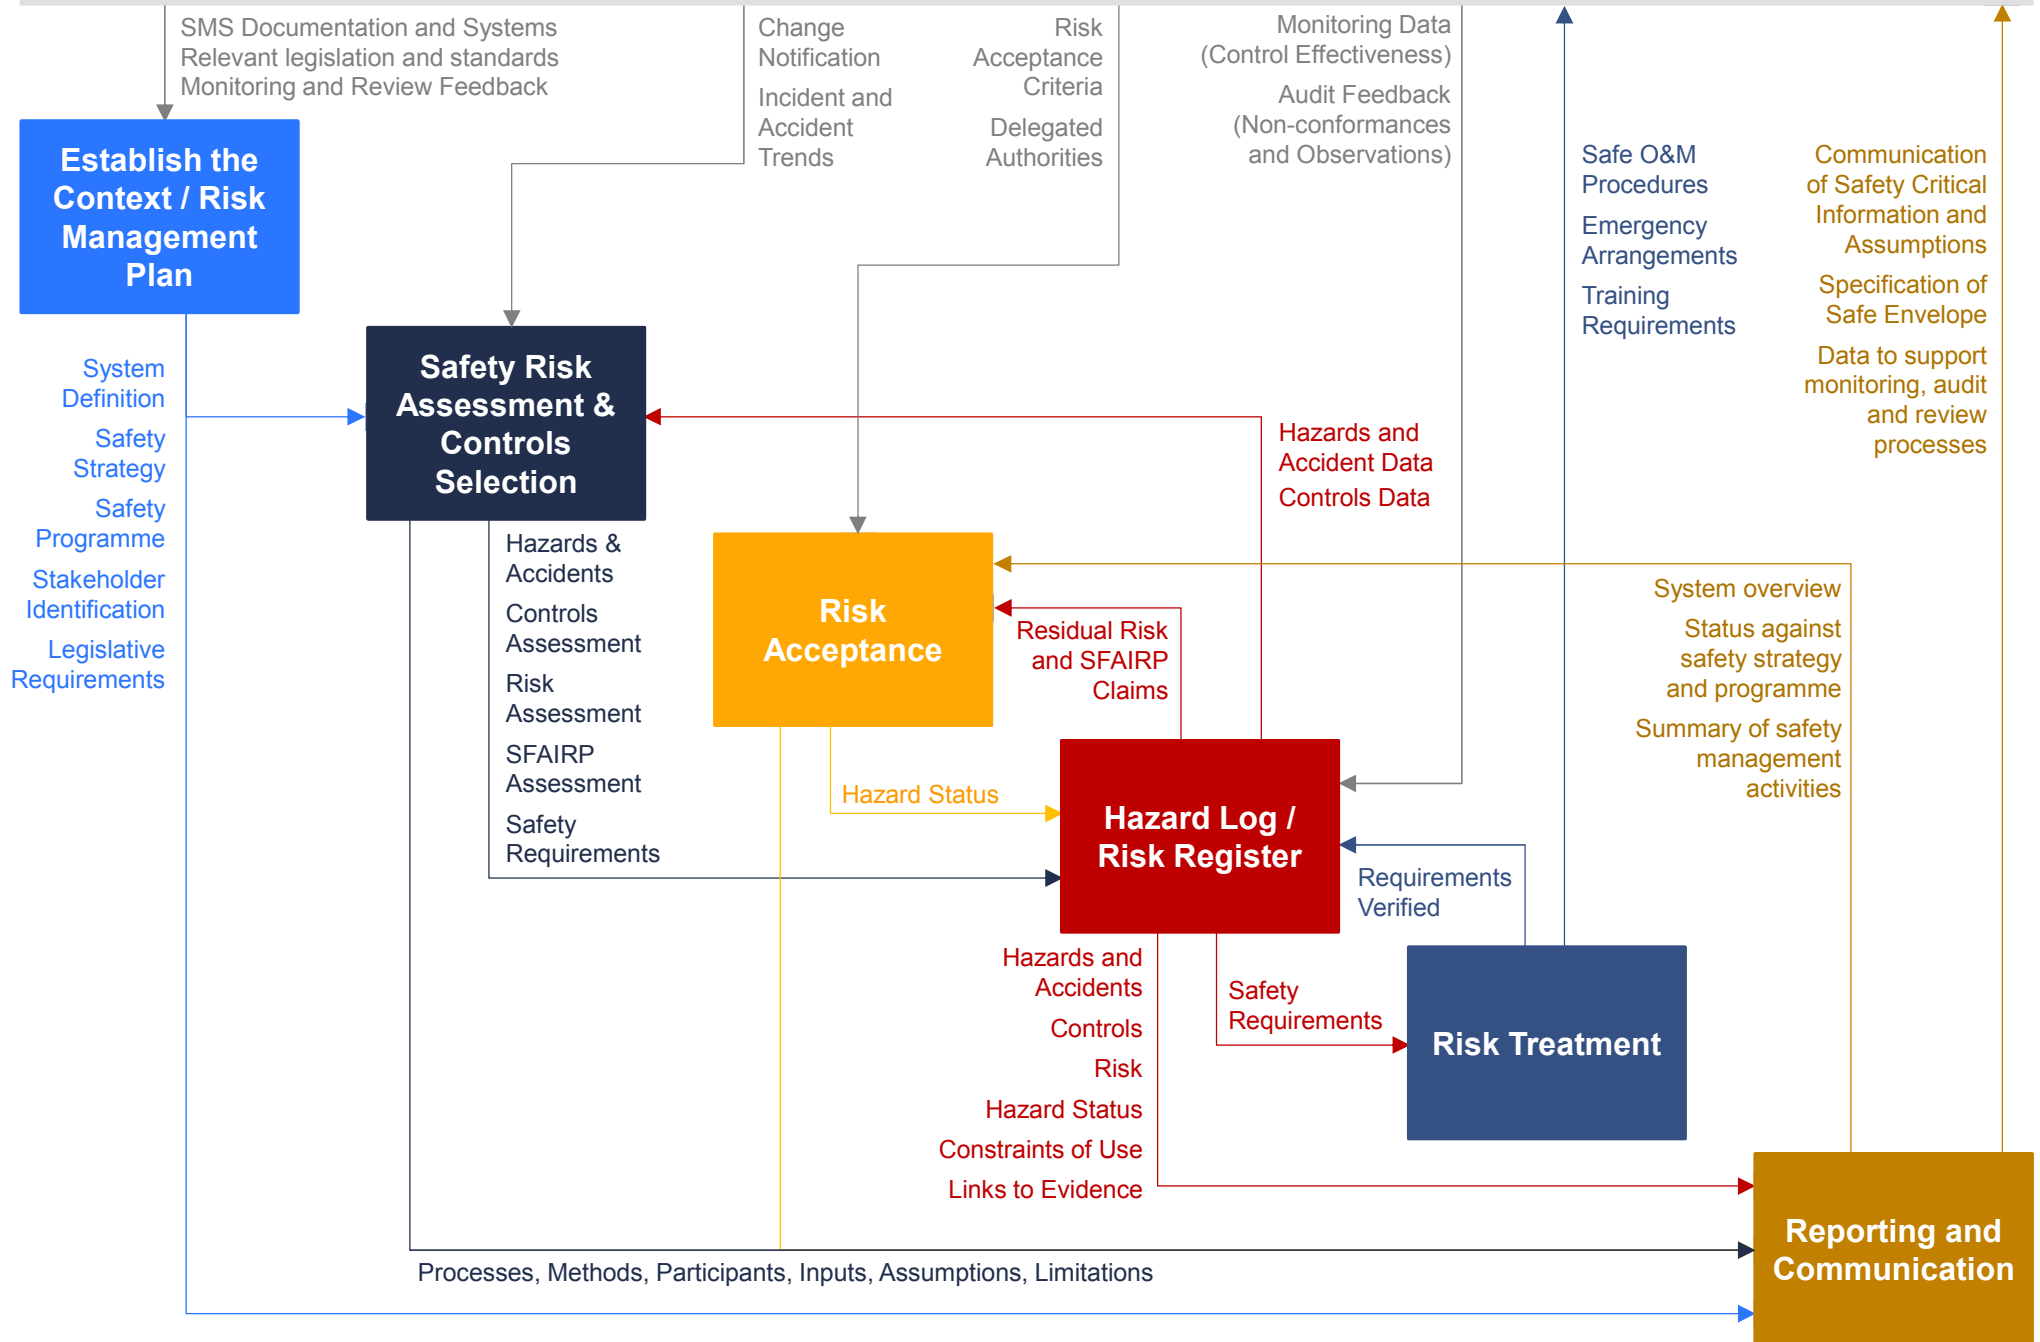 SMS Documentation and Systems
Relevant legislation and standards
Monitoring and Review Feedback
Change
Notification
Incident and
Accident
Trends
Risk
Acceptance
Criteria
Delegated
Authorities
Monitoring Data
(Control Effectiveness)
Audit Feedback
(Non-conformances
and Observations)
Safe O&M
Procedures
Emergency
Arrangements
Training
Requirements
Communication
of Safety Critical
Information and
Assumptions
Specification of
Safe Envelope
Data to support
monitoring, audit
and review
processes
Establish the
Context / Risk
Management
Plan
System
Definition
Safety
Strategy
Safety
Programme
Stakeholder
Identification
Legislative
Requirements
Safety Risk
Assessment &
Controls
Selection
Hazards &
Accidents
Controls
Assessment
Risk
Assessment
SFAIRP
Assessment
Safety
Requirements
Hazards and
Accident Data
Controls Data
Risk
Acceptance
Residual Risk
and SFAIRP
Claims
Hazard Status
System overview
Status against
safety strategy
and programme
Summary of safety
management
activities
Hazard Log /
Risk Register
Requirements
Verified
Hazards and
Accidents
Controls
Risk
Hazard Status
Constraints of Use
Links to Evidence
Safety
Requirements
Risk Treatment
Reporting and
Communication
Processes, Methods, Participants, Inputs, Assumptions, Limitations